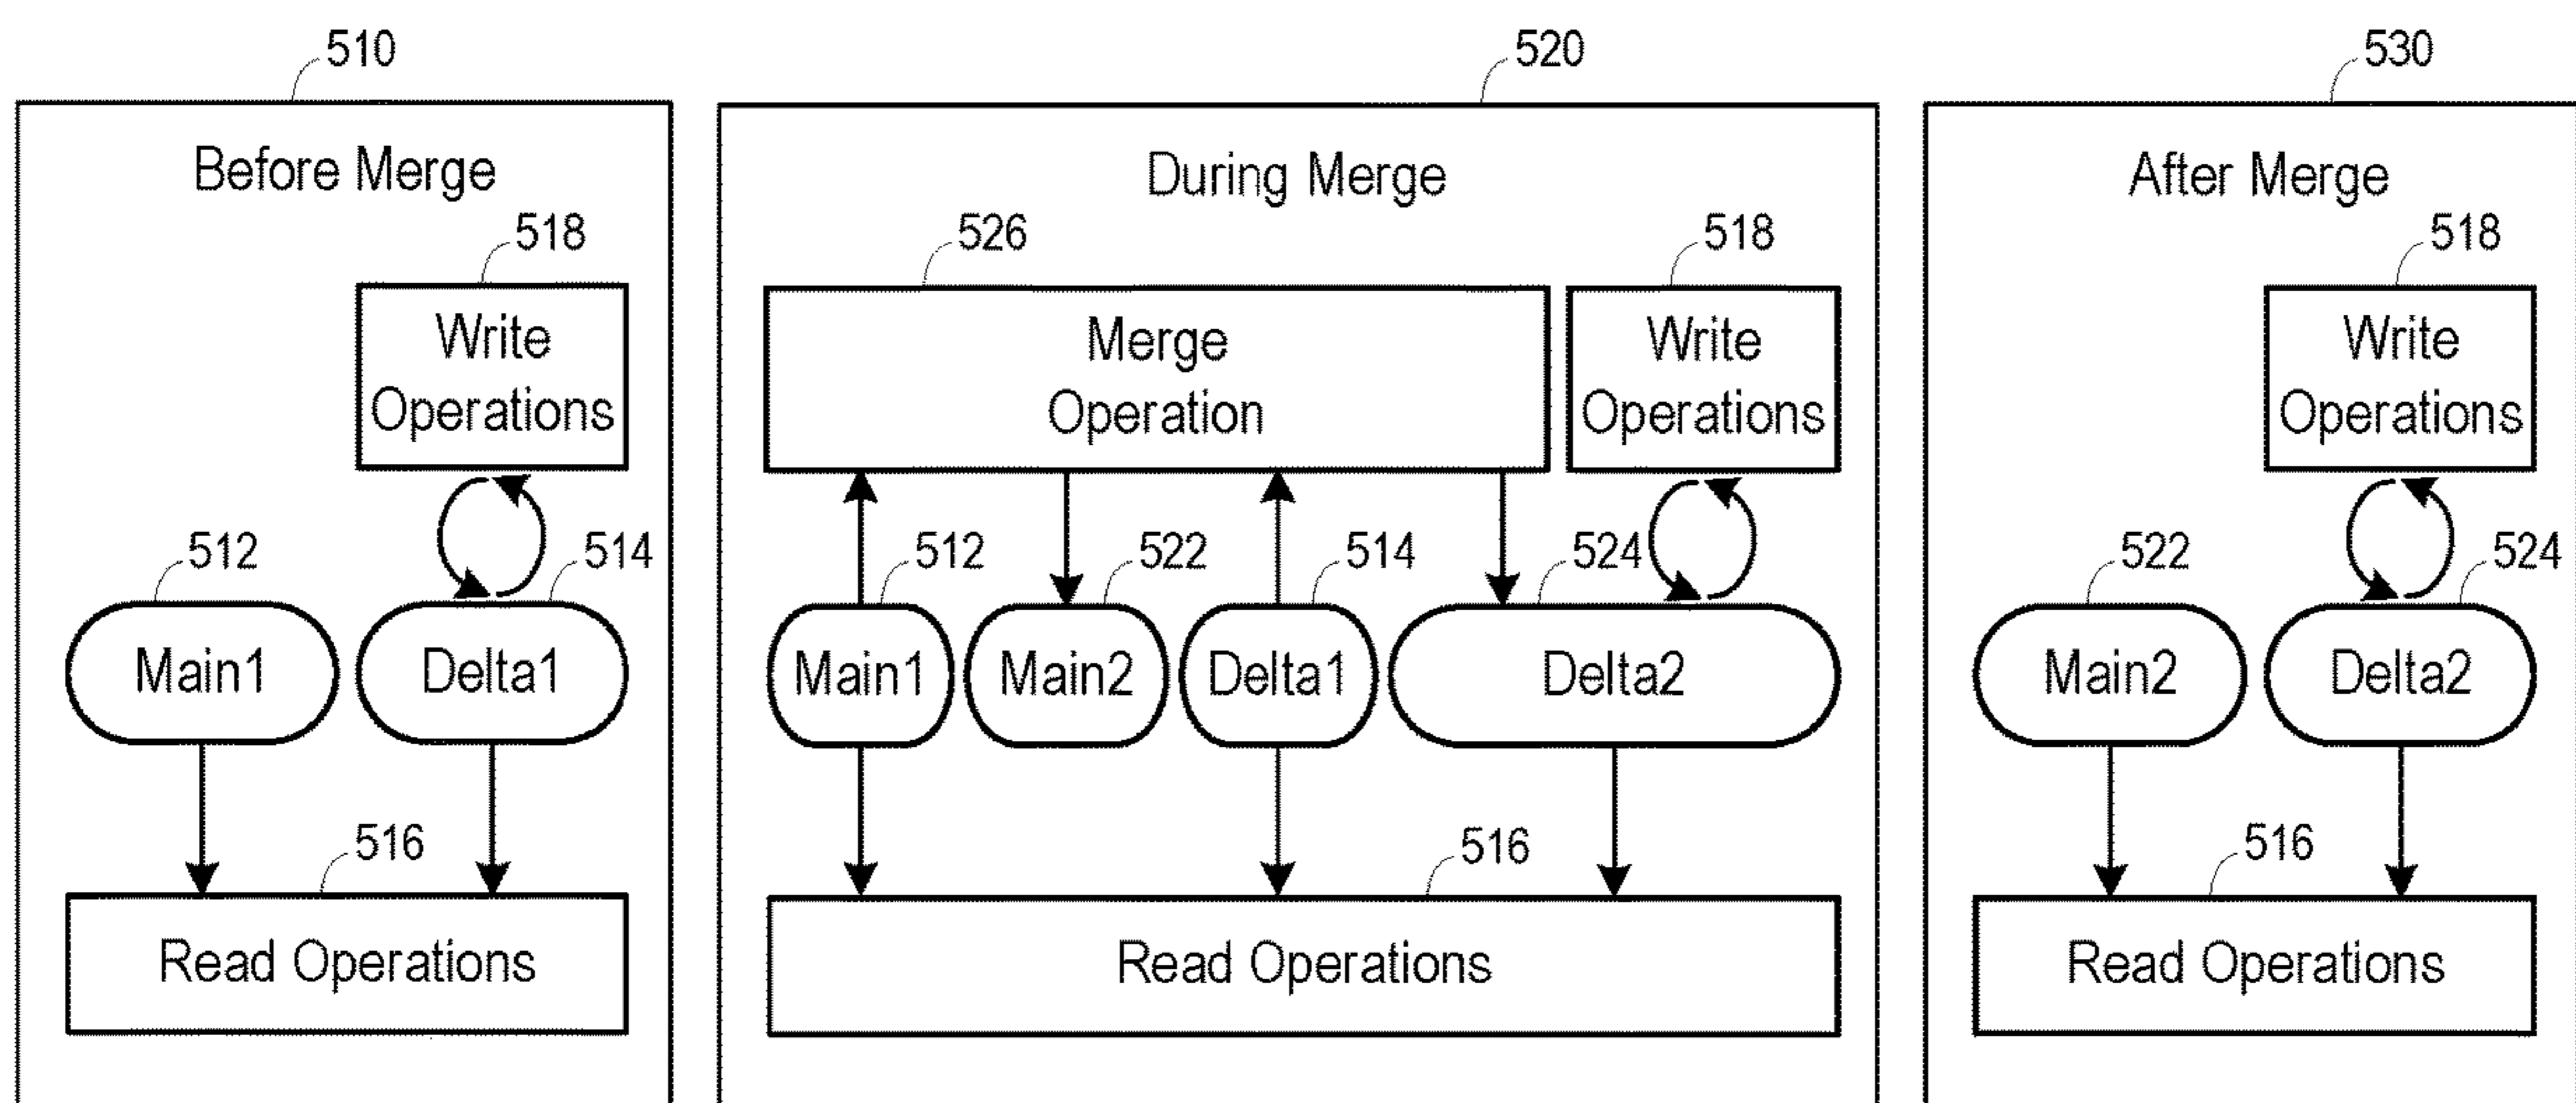 510
Before Merge
518
Write
Operations
512
514
Main1
Delta1
516
Read Operations
520
During Merge
526
518
Merge
Operation
Write
Operations
512
522
514
524
Main1
Main2
Delta1
Delta2
516
Read Operations
530
After Merge
518
Write
Operations
522
524
Main2
Delta2
516
Read Operations